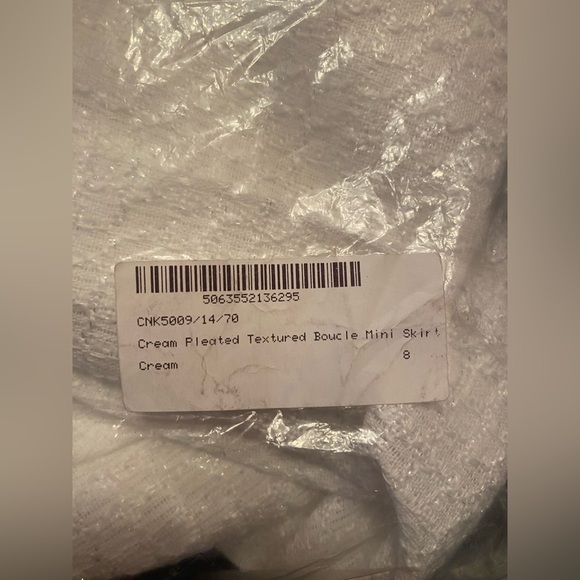 5063552136295
CNK5009/14/70
Cream Pleated Textured Boucle Mini Skirt
Cream 8